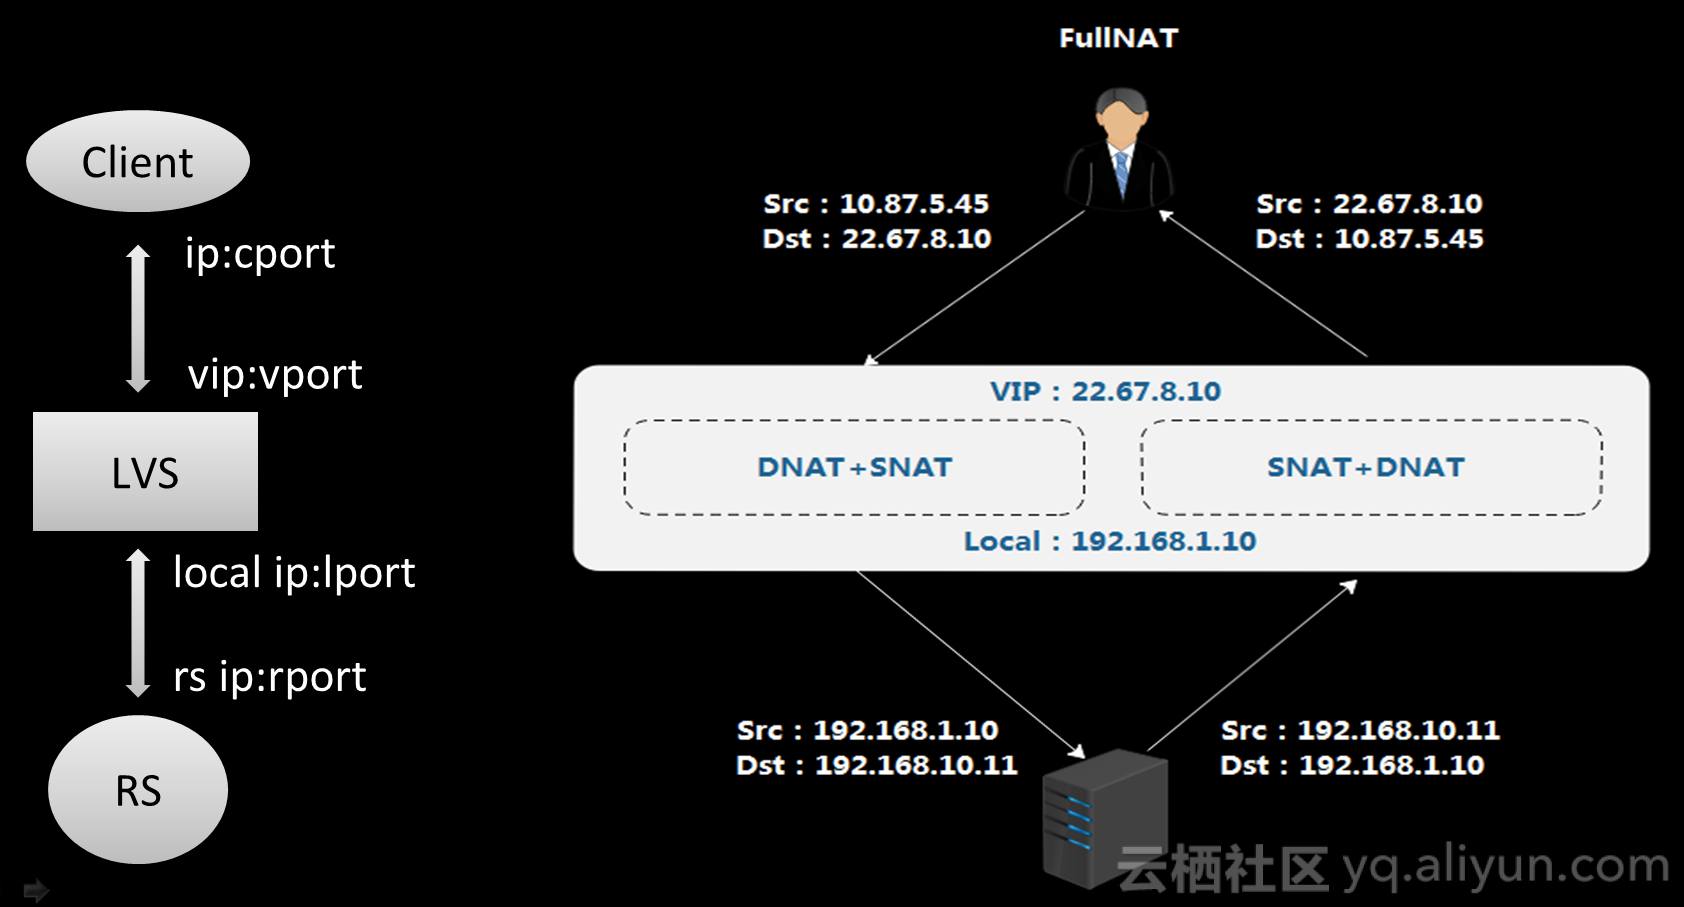 FullNAT
Client
ip:cport
vip:vport
LVS
local ip:lport
rs ip:rport
RS
Src : 10.87.5.45
Dst : 22.67.8.10
Src : 22.67.8.10
Dst : 10.87.5.45
VIP : 22.67.8.10
DNAT+SNAT
SNAT+DNAT
Local : 192.168.1.10
Src : 192.168.1.10
Dst : 192.168.10.11
Src : 192.168.10.11
Dst : 192.168.1.10
云栖社区 yq.aliyun.com